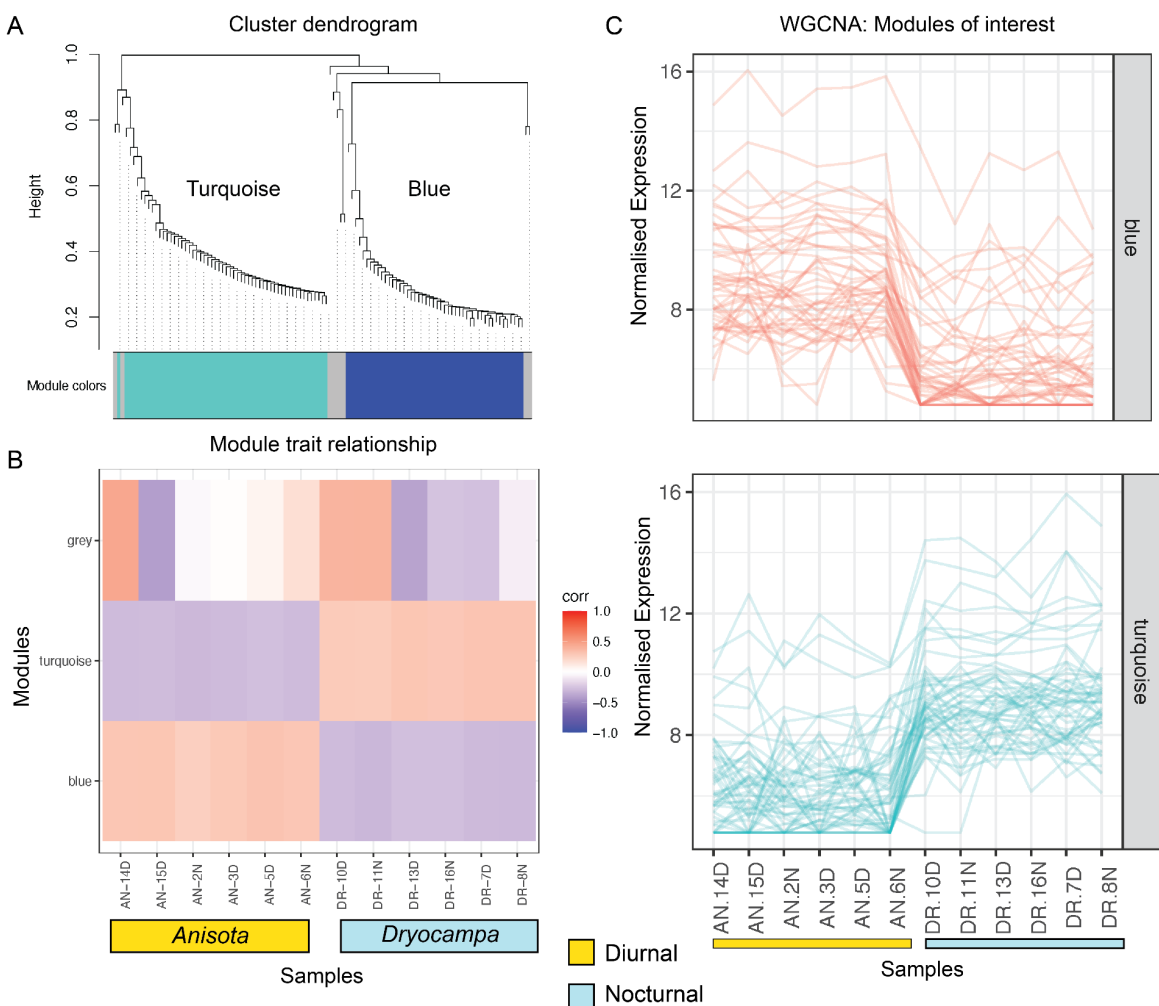 A
Cluster dendrogram
Height
1.0
0.8
0.6
0.4
0.2
Turquoise
Blue
Module colors
B
Module trait relationship
Modules
grey
turquoise
blue
AN-14D
AN-15D
AN-2N
AN-3D
AN-5D
AN-6N
DR-10D
DR-11N
DR-13D
DR-16N
DR-7D
DR-8N
Anisota
Dryocampa
Samples
corr
1.0
0.5
0.0
-0.5
-1.0
Diurnal
Nocturnal
C
WGCNA: Modules of interest
Normalised Expression
16
12
8
blue
Normalised Expression
16
12
8
turquoise
AN.14D
AN.15D
AN.2N
AN.3D
AN.5D
AN.6N
DR.10D
DR.11N
DR.13D
DR.16N
DR.7D
DR.8N
Samples